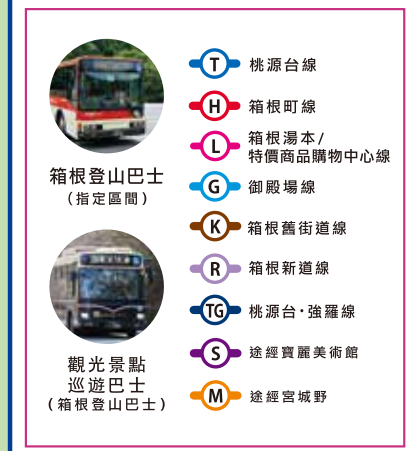 箱根登山巴士
(指定區間)
觀光景點
巡遊巴士
(箱根登山巴士)
T 桃源台線
H 箱根町線
L 箱根湯本/
特價商品購物中心線
G 御殿場線
K 箱根舊街道線
R 箱根新道線
TG 桃源台·強羅線
S 途經寶麗美術館
M 途經宮城野